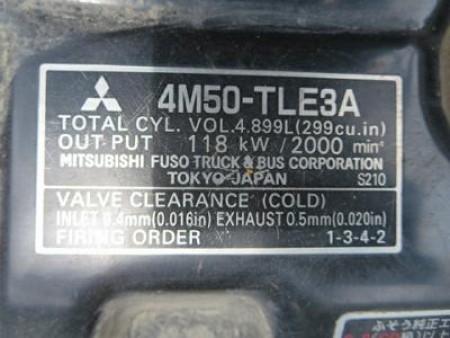 4M50-TLE3A
TOTAL CYL. VOL.4.899L(299cu.in)
OUT PUT 118 kW/2000 min⁻¹
MITSUBISHI FUSO TRUCK & BUS CORPORATION
TOKYO JAPAN S210
VALVE CLEARANCE (COLD)
INLET 0.4mm(0.016in) EXHAUST 0.5mm(0.020in)
FIRING ORDER 1-3-4-2
ふそう純正エ